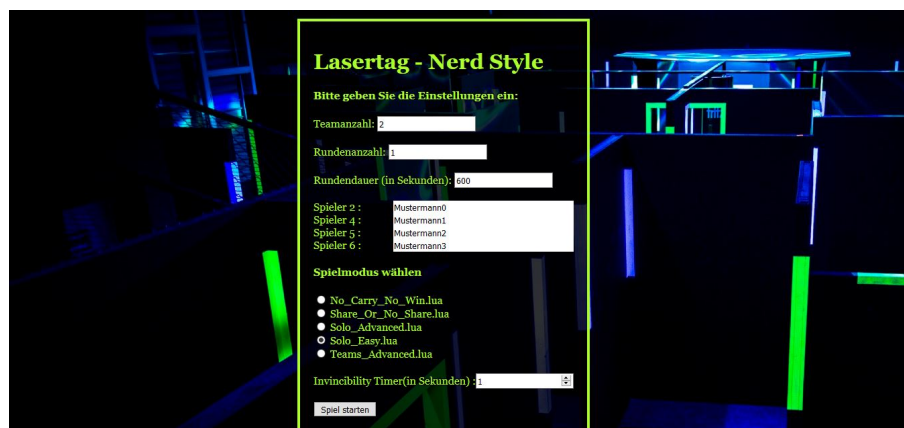 Lasertag - Nerd Style
Bitte geben Sie die Einstellungen ein:
Teamanzahl: 2
Rundenanzahl: 1
Rundendauer (in Sekunden): 600
Spieler 2 : Mustermann0
Spieler 4 : Mustermann1
Spieler 5 : Mustermann2
Spieler 6 : Mustermann3
Spielmodus wählen
No_Carry_No_Win.lua
Share_Or_No_Share.lua
Solo_Advanced.lua
Solo_Easy.lua
Teams_Advanced.lua
Invincibility Timer(in Sekunden) : 1
Spiel starten